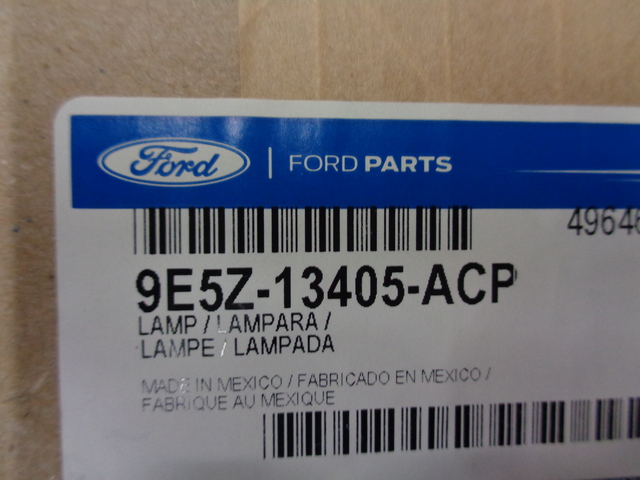 Ford | FORD PARTS
4964
9E5Z-13405-ACP
LAMP / LAMPARA /
LAMPE / LAMPADA
MADE IN MEXICO / FABRICADO EN MEXICO /
FABRIQUE AU MEXIQUE